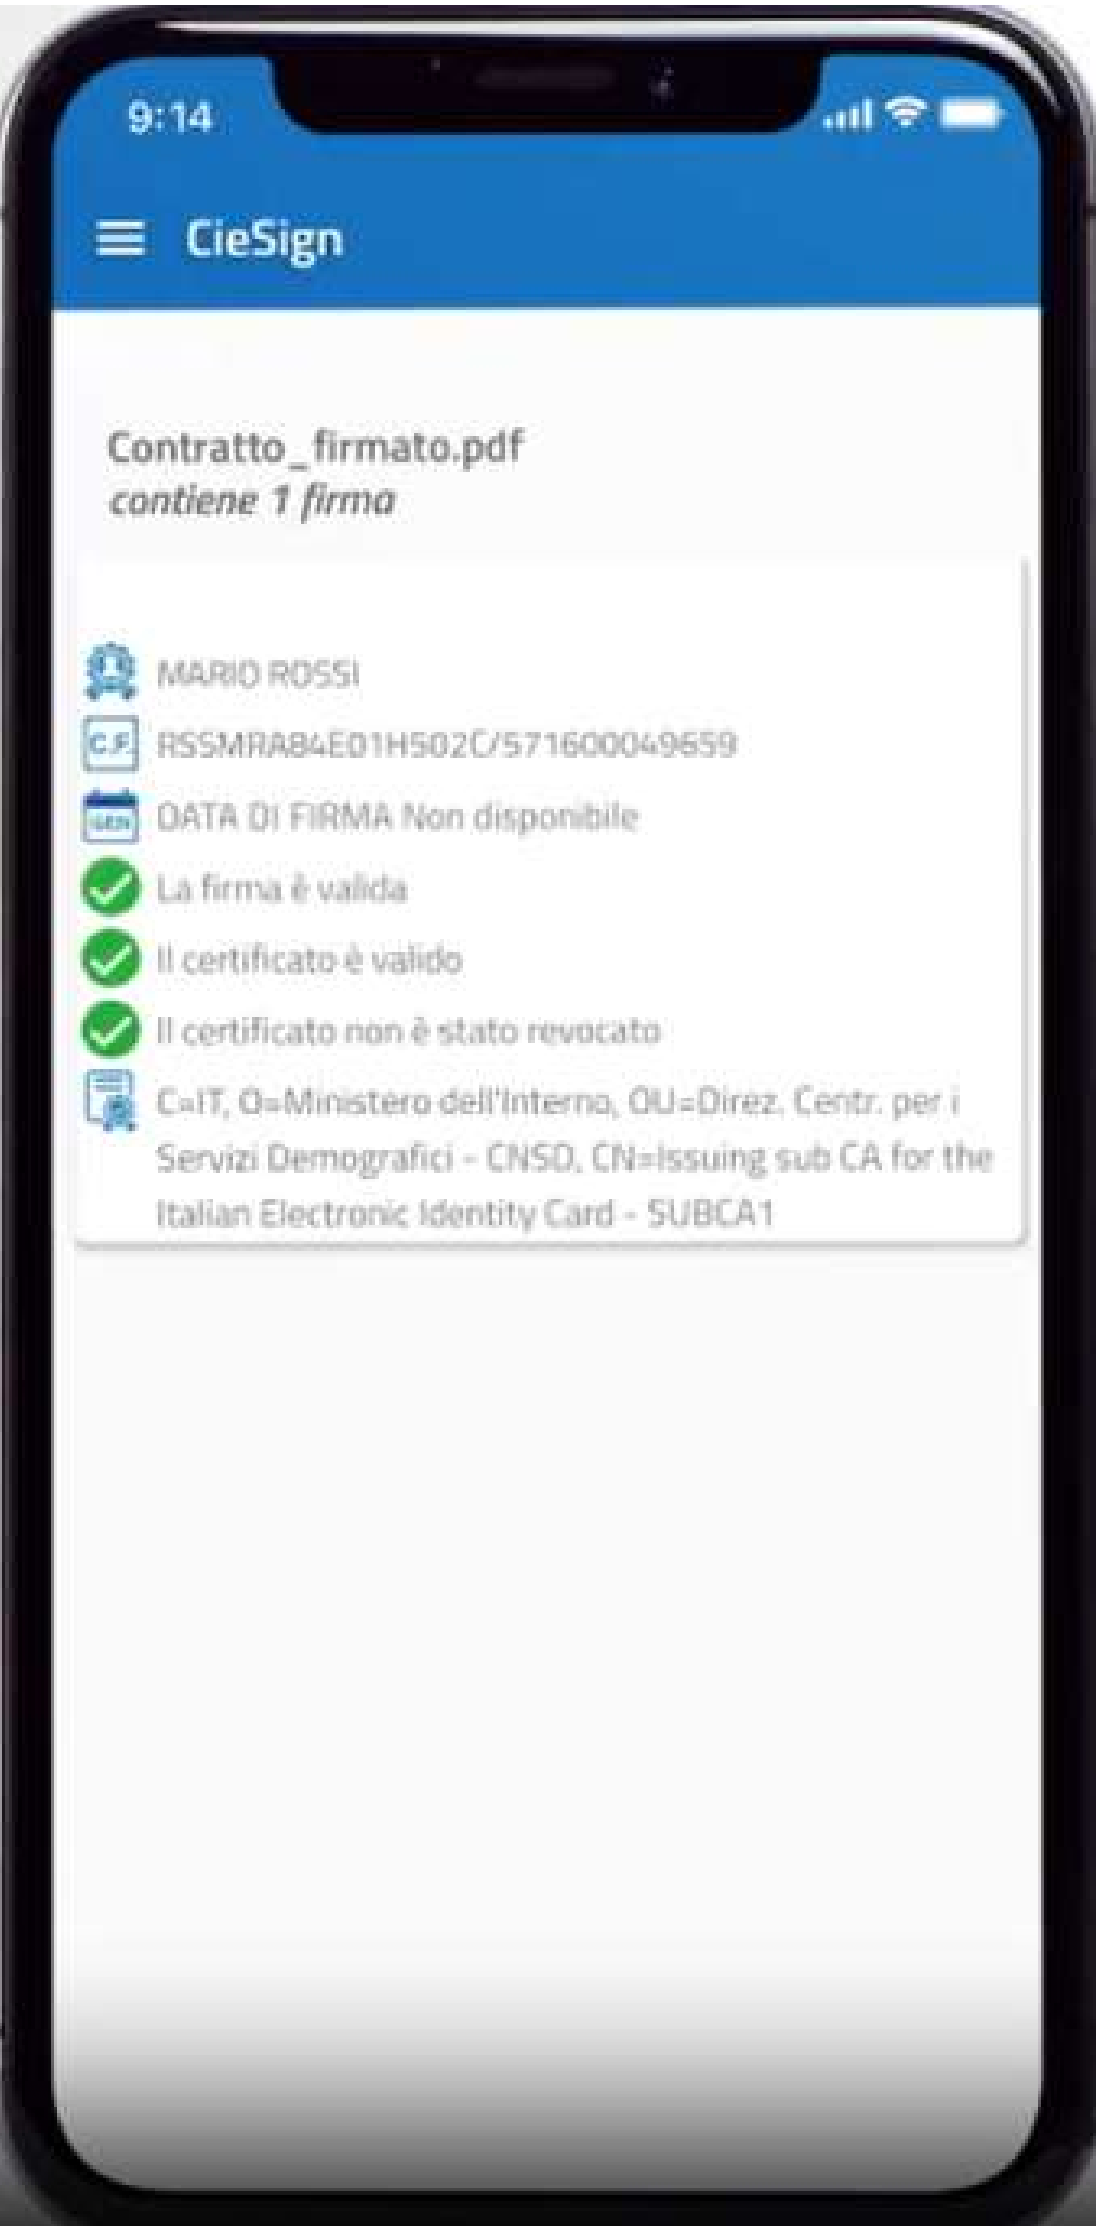 9:14
CieSign
Contratto_firmato.pdf
contiene 1 firma
MARIO ROSSI
C.F. RSSMRA84E01H502C/571600049659
GEN DATA DI FIRMA Non disponibile
La firma è valida
Il certificato è valido
Il certificato non è stato revocato
C=IT, O=Ministero dell'Interno, OU=Direz. Centr. per i
Servizi Demografici - CNSD, CN=Issuing sub CA for the
Italian Electronic Identity Card - SUBCA1